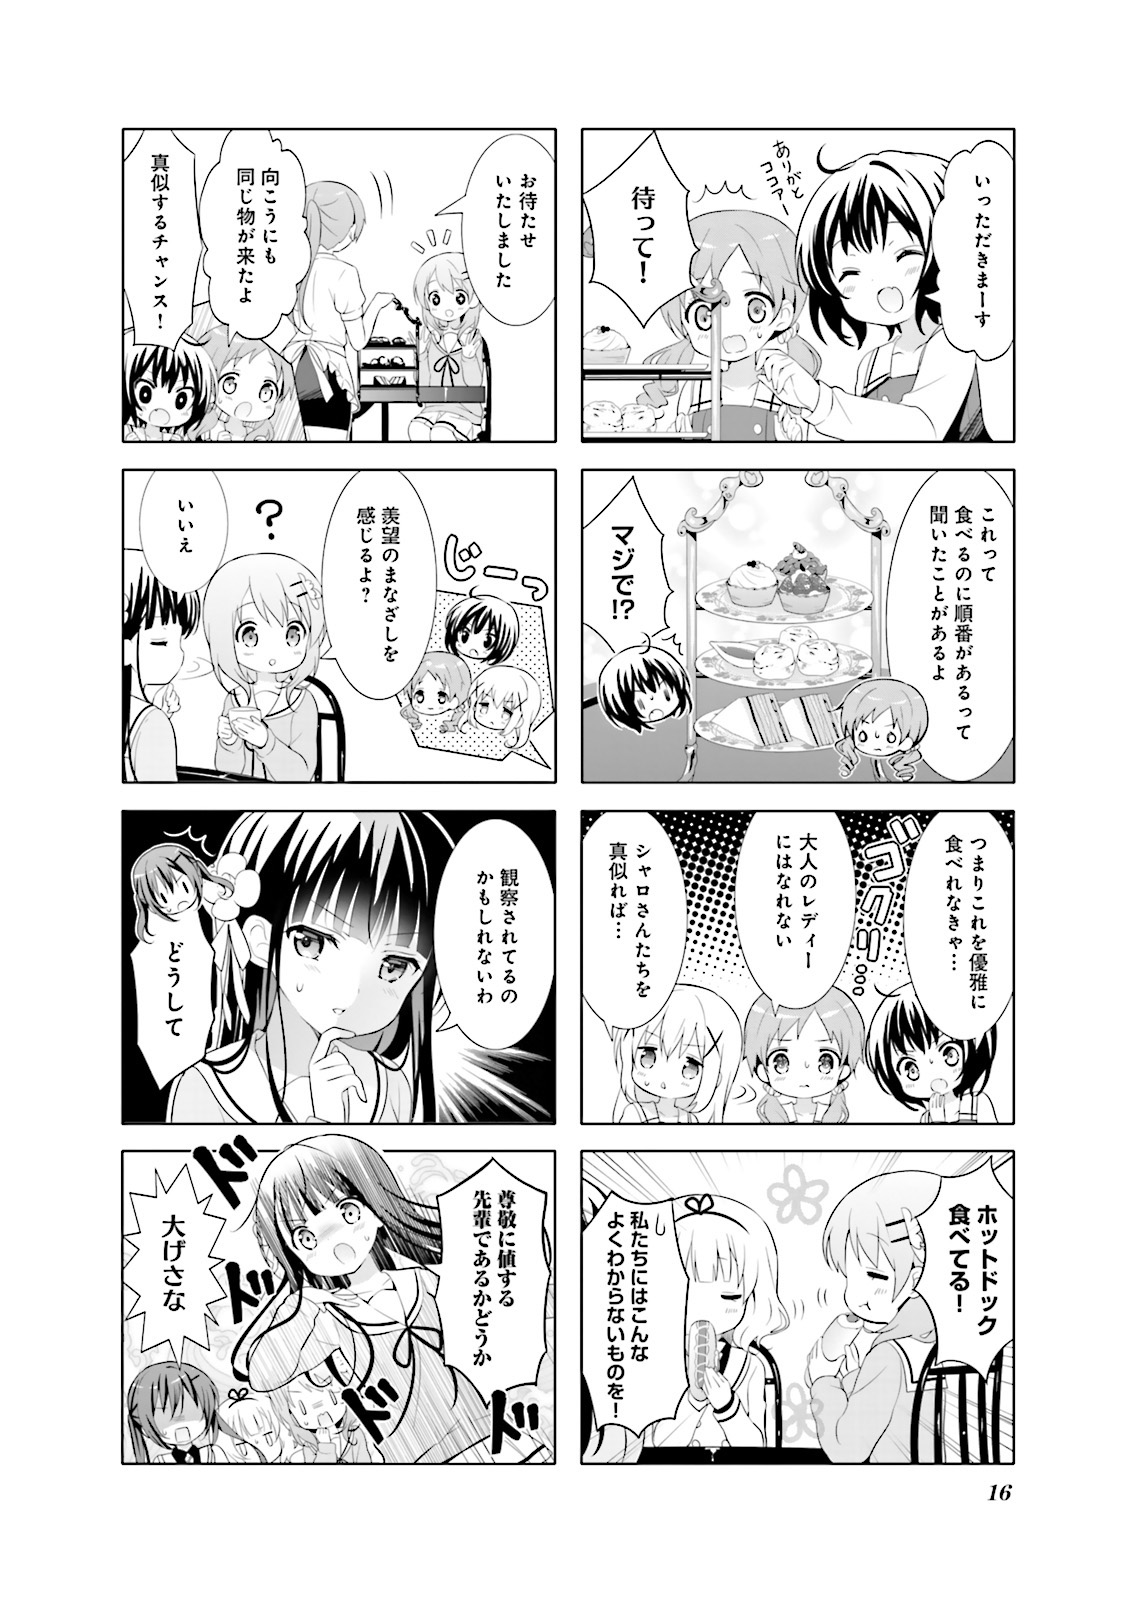 いっただきまーす
ありがと
ココアー
待って！
これって
食べるのに順番があるって
聞いたことがあるよ
マジで!?
つまりこれを優雅に
食べれなきゃ…
ゴクリ…
大人のレディー
にはなれない
シャロさんたちを
真似れば…
ホットドック
食べてる！
私たちにはこんな
よくわからないものを！
お待たせ
いたしました
向こうにも
同じ物が来たよ
真似するチャンス！
じーっ
羨望のまなざしを
感じるよ？
？
いいえ
観察されてるの
かもしれないわ
どうして
尊敬に値する
先輩であるかどうか
ドドドド
大げさな
16